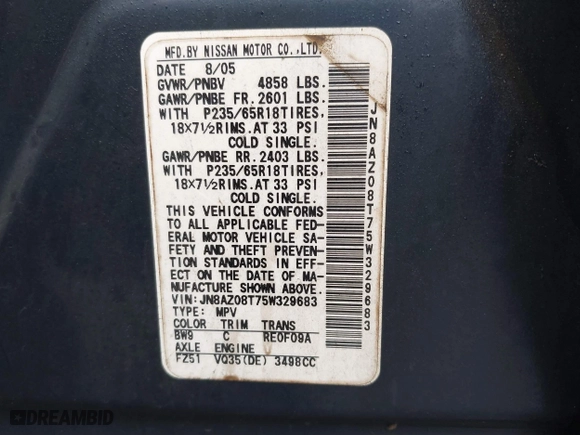 MFD.BY NISSAN MOTOR CO.,LTD.
DATE 8/05
GVWR/PNBV 4858 LBS.
GAWR/PNBE FR. 2601 LBS.
WITH P235/65R18TIRES,
18X7½RIMS.AT 33 PSI
COLD SINGLE.
GAWR/PNBE RR. 2403 LBS.
WITH P235/65R18TIRES,
18X7½RIMS.AT 33 PSI
COLD SINGLE.
THIS VEHICLE CONFORMS
TO ALL APPLICABLE FED-
ERAL MOTOR VEHICLE SA-
FETY AND THEFT PREVEN-
TION STANDARDS IN EFF-
ECT ON THE DATE OF MA-
NUFACTURE SHOWN ABOVE.
VIN: JN8AZ08T75W329683
TYPE: MPV
COLOR TRIM TRANS
BW9 C RE0F09A
AXLE ENGINE
FZ51 VQ35(DE) 3498CC
JN8AZ08T75W329683
DREAMBID